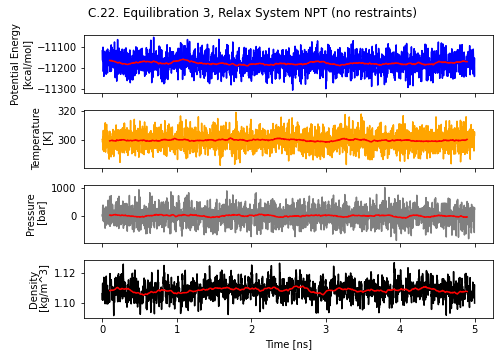 C.22. Equilibration 3, Relax System NPT (no restraints)
Potential Energy
[kcal/mol]
−11100
−11200
−11300
Temperature
[K]
320
300
Pressure
[bar]
1000
0
Density
[kg/m^3]
1.12
1.10
0 1 2 3 4 5
Time [ns]